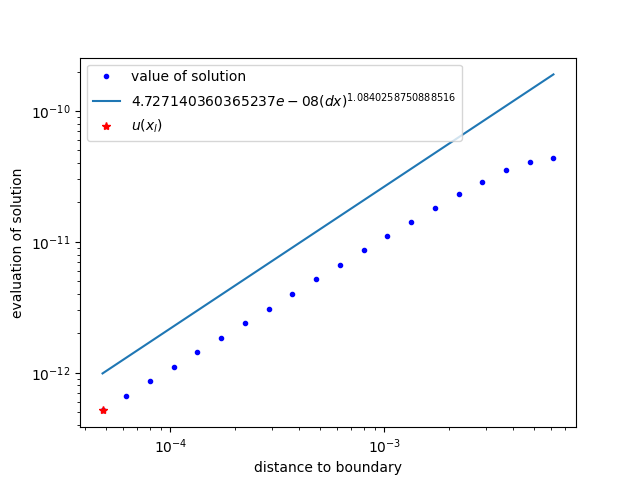 value of solution
4.727140360365237e − 08(dx)^1.0840258750888516
u(x_l)
10^−10
10^−11
10^−12
evaluation of solution
10^−4
10^−3
distance to boundary